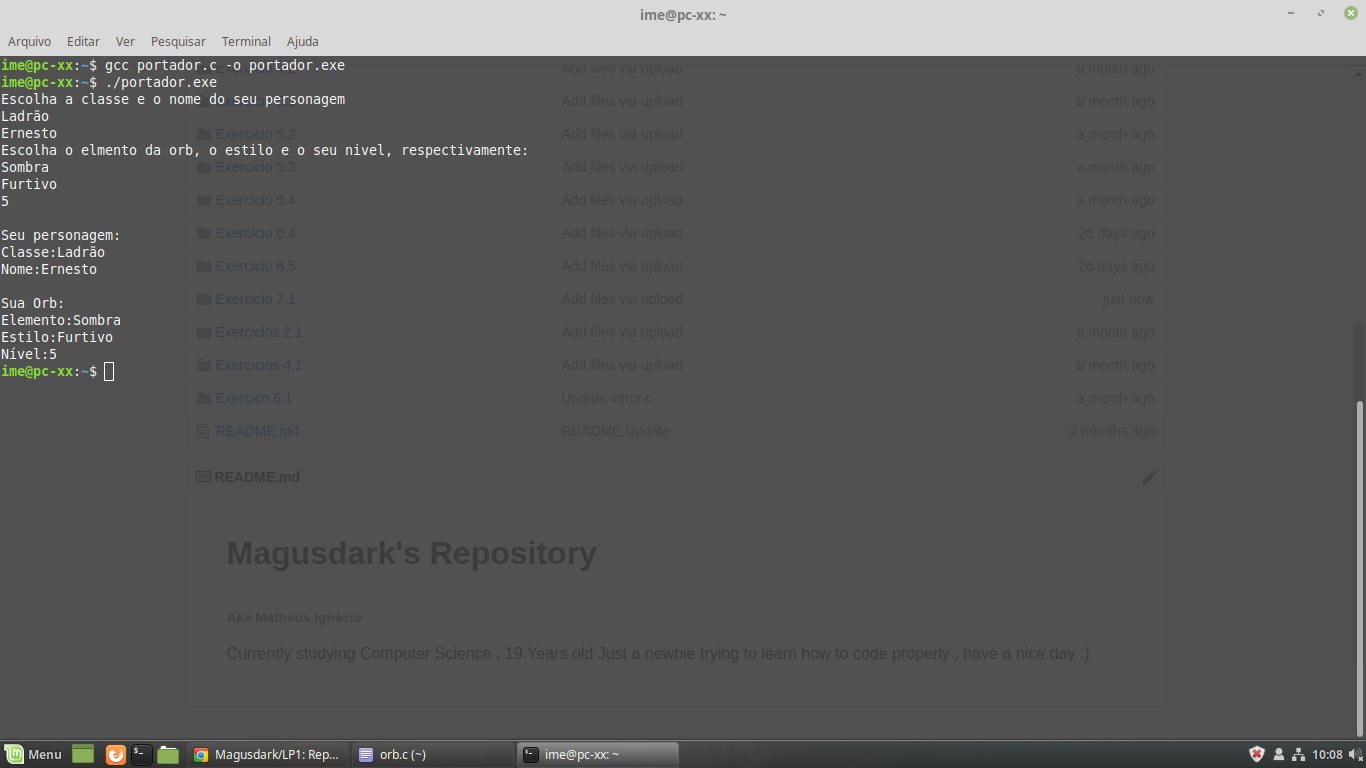 ime@pc-xx: ~
Arquivo Editar Ver Pesquisar Terminal Ajuda
ime@pc-xx:~$ gcc portador.c -o portador.exe
ime@pc-xx:~$ ./portador.exe
Escolha a classe e o nome do seu personagem
Ladrão
Ernesto
Escolha o elmento da orb, o estilo e o seu nivel, respectivamente:
Sombra
Furtivo
5
Seu personagem:
Classe:Ladrão
Nome:Ernesto
Sua Orb:
Elemento:Sombra
Estilo:Furtivo
Nível:5
ime@pc-xx:~$
Add files via upload a month ago
Add files via upload a month ago
Exercicio 5.2 Add files via upload a month ago
Exercicio 5.3 Add files via upload a month ago
Exercicio 5.4 Add files via upload a month ago
Exercicio 6.4 Add files via upload 26 days ago
Exercicio 6.5 Add files via upload 26 days ago
Exercicio 7.1 Add files via upload just now
Exercicios 2.1 Add files via upload a month ago
Exercicios 4.1 Add files via upload a month ago
Exercico 6.1 Update vetor.c a month ago
README.md README Update 2 months ago
README.md
Magusdark's Repository
Aka Matheus Ignacio
Currently studying Computer Science , 19 Years old Just a newbie trying to learn how to code properly , have a nice day :)
Menu Magusdark/LP1: Rep... orb.c (~) ime@pc-xx: ~ 10:08